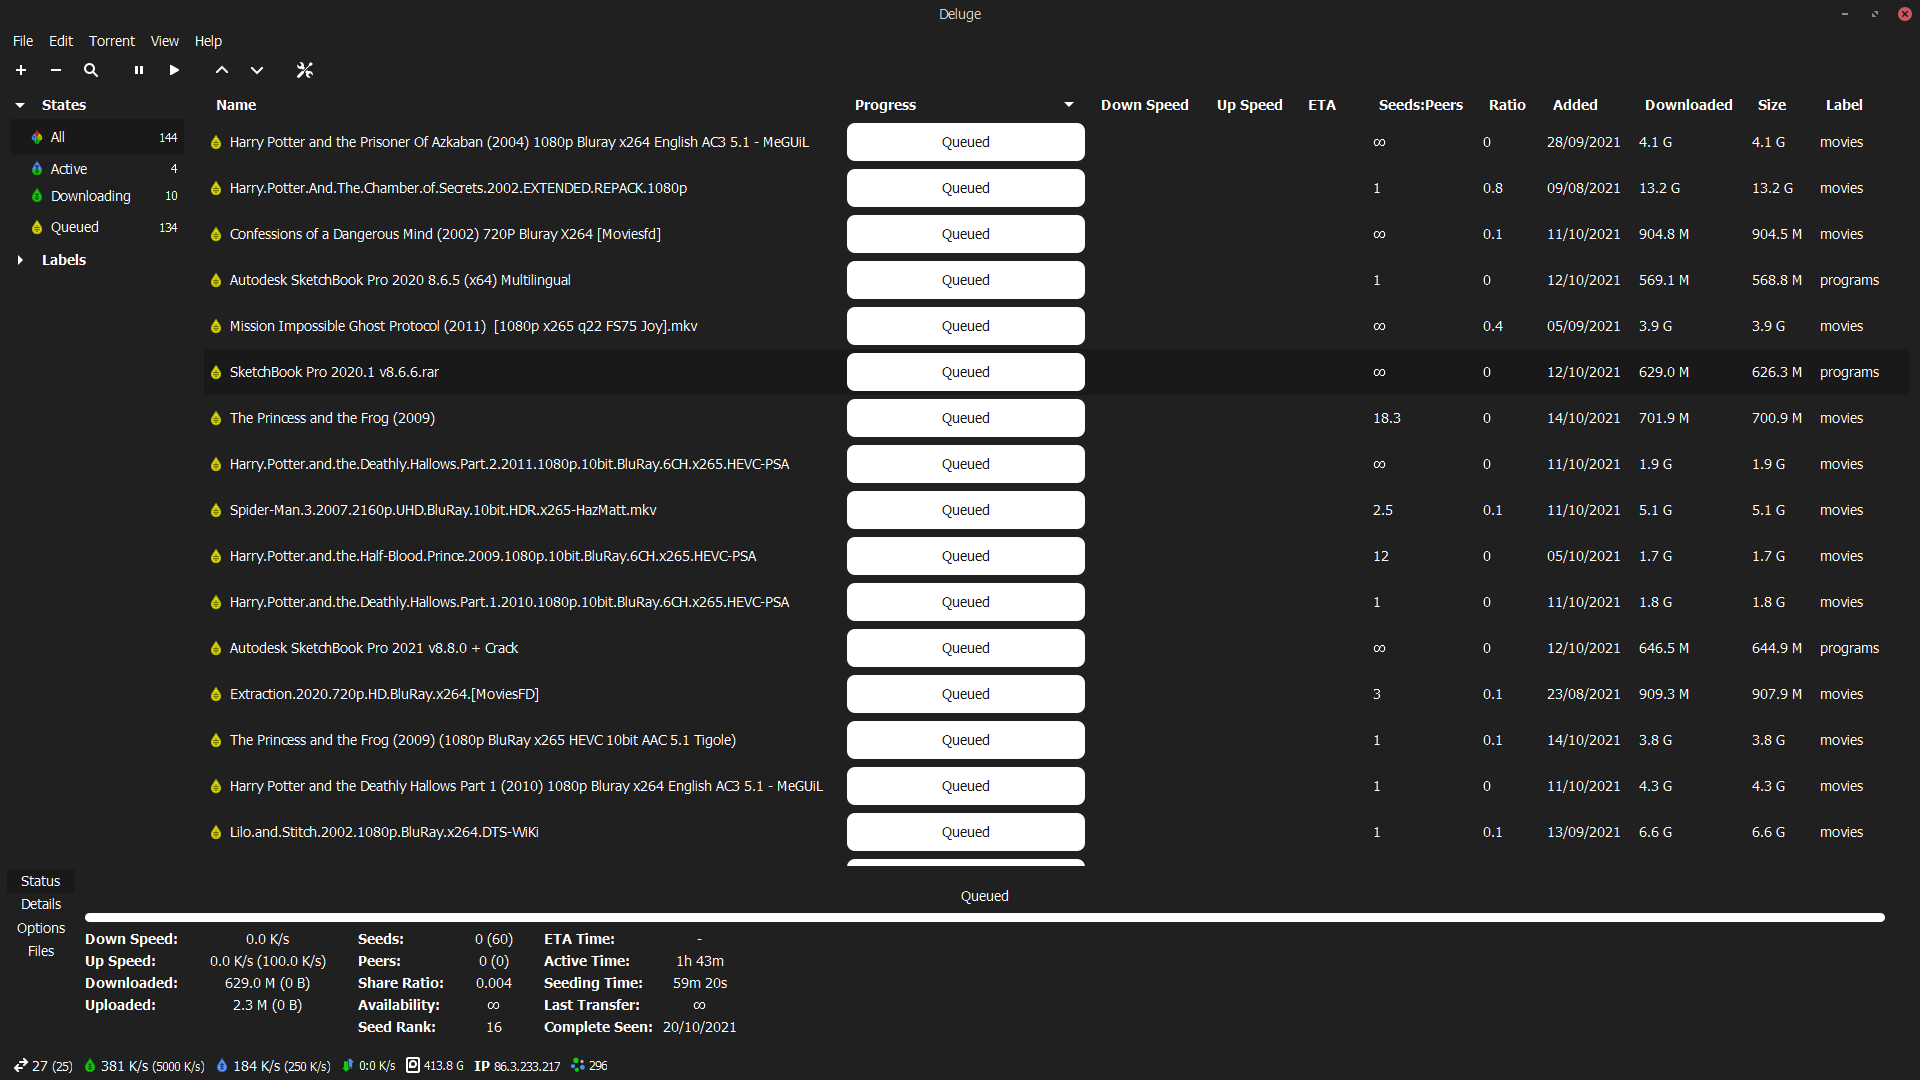 Deluge
File Edit Torrent View Help
States
All 144
Active 4
Downloading 10
Queued 134
Labels
Name Progress Down Speed Up Speed ETA Seeds:Peers Ratio Added Downloaded Size Label
Harry Potter and the Prisoner Of Azkaban (2004) 1080p Bluray x264 English AC3 5.1 - MeGUiL Queued ∞ 0 28/09/2021 4.1 G 4.1 G movies
Harry.Potter.And.The.Chamber.of.Secrets.2002.EXTENDED.REPACK.1080p Queued 1 0.8 09/08/2021 13.2 G 13.2 G movies
Confessions of a Dangerous Mind (2002) 720P Bluray X264 [Moviesfd] Queued ∞ 0.1 11/10/2021 904.8 M 904.5 M movies
Autodesk SketchBook Pro 2020 8.6.5 (x64) Multilingual Queued 1 0 12/10/2021 569.1 M 568.8 M programs
Mission Impossible Ghost Protocol (2011)  [1080p x265 q22 FS75 Joy].mkv Queued ∞ 0.4 05/09/2021 3.9 G 3.9 G movies
SketchBook Pro 2020.1 v8.6.6.rar Queued ∞ 0 12/10/2021 629.0 M 626.3 M programs
The Princess and the Frog (2009) Queued 18.3 0 14/10/2021 701.9 M 700.9 M movies
Harry.Potter.and.the.Deathly.Hallows.Part.2.2011.1080p.10bit.BluRay.6CH.x265.HEVC-PSA Queued ∞ 0 11/10/2021 1.9 G 1.9 G movies
Spider-Man.3.2007.2160p.UHD.BluRay.10bit.HDR.x265-HazMatt.mkv Queued 2.5 0.1 11/10/2021 5.1 G 5.1 G movies
Harry.Potter.and.the.Half-Blood.Prince.2009.1080p.10bit.BluRay.6CH.x265.HEVC-PSA Queued 12 0 05/10/2021 1.7 G 1.7 G movies
Harry.Potter.and.the.Deathly.Hallows.Part.1.2010.1080p.10bit.BluRay.6CH.x265.HEVC-PSA Queued 1 0 11/10/2021 1.8 G 1.8 G movies
Autodesk SketchBook Pro 2021 v8.8.0 + Crack Queued ∞ 0 12/10/2021 646.5 M 644.9 M programs
Extraction.2020.720p.HD.BluRay.x264.[MoviesFD] Queued 3 0.1 23/08/2021 909.3 M 907.9 M movies
The Princess and the Frog (2009) (1080p BluRay x265 HEVC 10bit AAC 5.1 Tigole) Queued 1 0.1 14/10/2021 3.8 G 3.8 G movies
Harry Potter and the Deathly Hallows Part 1 (2010) 1080p Bluray x264 English AC3 5.1 - MeGUiL Queued 1 0 11/10/2021 4.3 G 4.3 G movies
Lilo.and.Stitch.2002.1080p.BluRay.x264.DTS-WiKi Queued 1 0.1 13/09/2021 6.6 G 6.6 G movies
Status
Details
Options
Files
Queued
Down Speed: 0.0 K/s Seeds: 0 (60) ETA Time: -
Up Speed: 0.0 K/s (100.0 K/s) Peers: 0 (0) Active Time: 1h 43m
Downloaded: 629.0 M (0 B) Share Ratio: 0.004 Seeding Time: 59m 20s
Uploaded: 2.3 M (0 B) Availability: ∞ Last Transfer: ∞
Seed Rank: 16 Complete Seen: 20/10/2021
27 (25) 381 K/s (5000 K/s) 184 K/s (250 K/s) 0:0 K/s 413.8 G IP 86.3.233.217 296